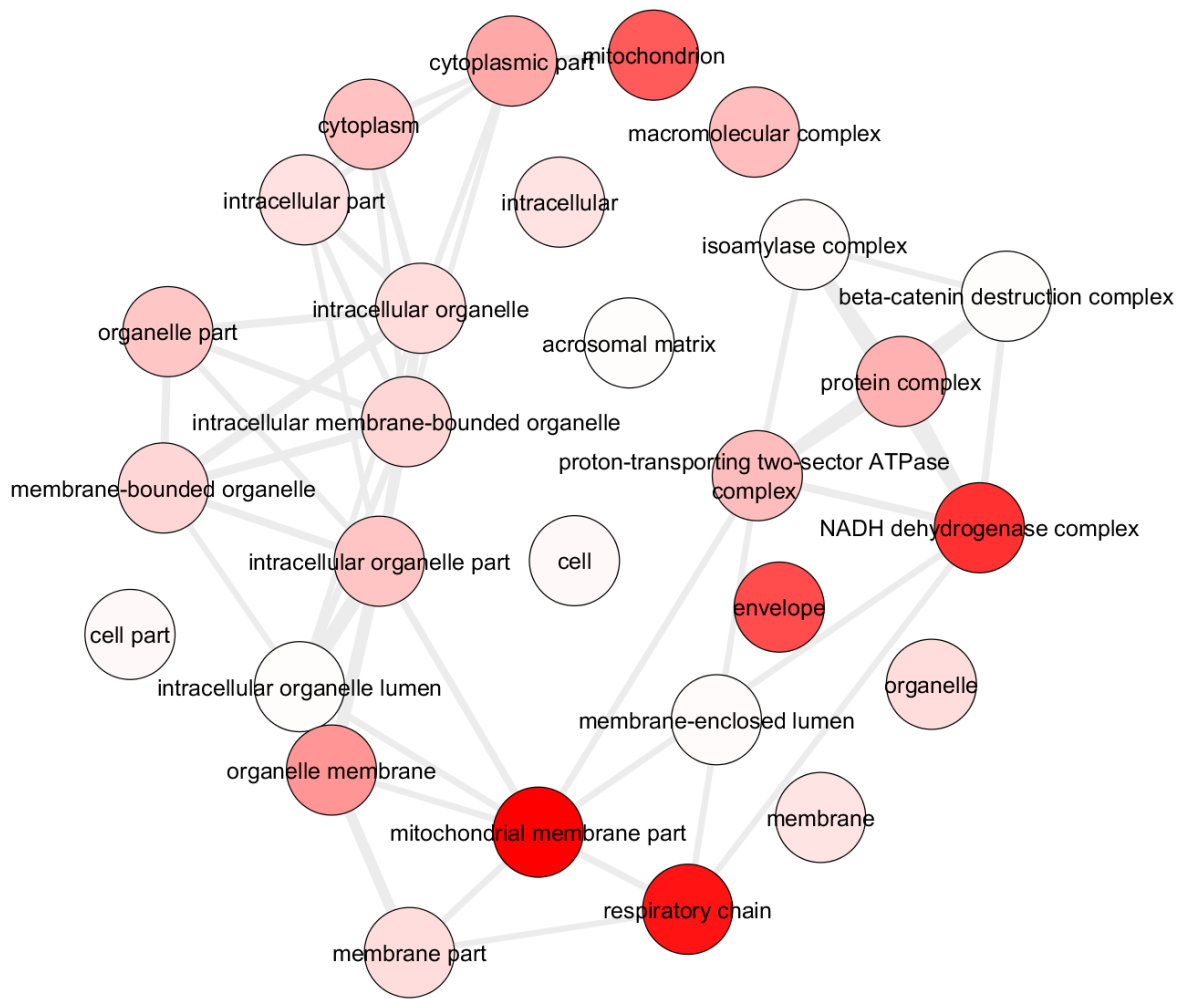 cytoplasmic part
mitochondrion
cytoplasm
macromolecular complex
intracellular part
intracellular
isoamylase complex
beta-catenin destruction complex
intracellular organelle
organelle part
acrosomal matrix
protein complex
intracellular membrane-bounded organelle
proton-transporting two-sector ATPase
complex
membrane-bounded organelle
NADH dehydrogenase complex
intracellular organelle part
cell
envelope
cell part
intracellular organelle lumen
organelle
membrane-enclosed lumen
organelle membrane
membrane
mitochondrial membrane part
respiratory chain
membrane part